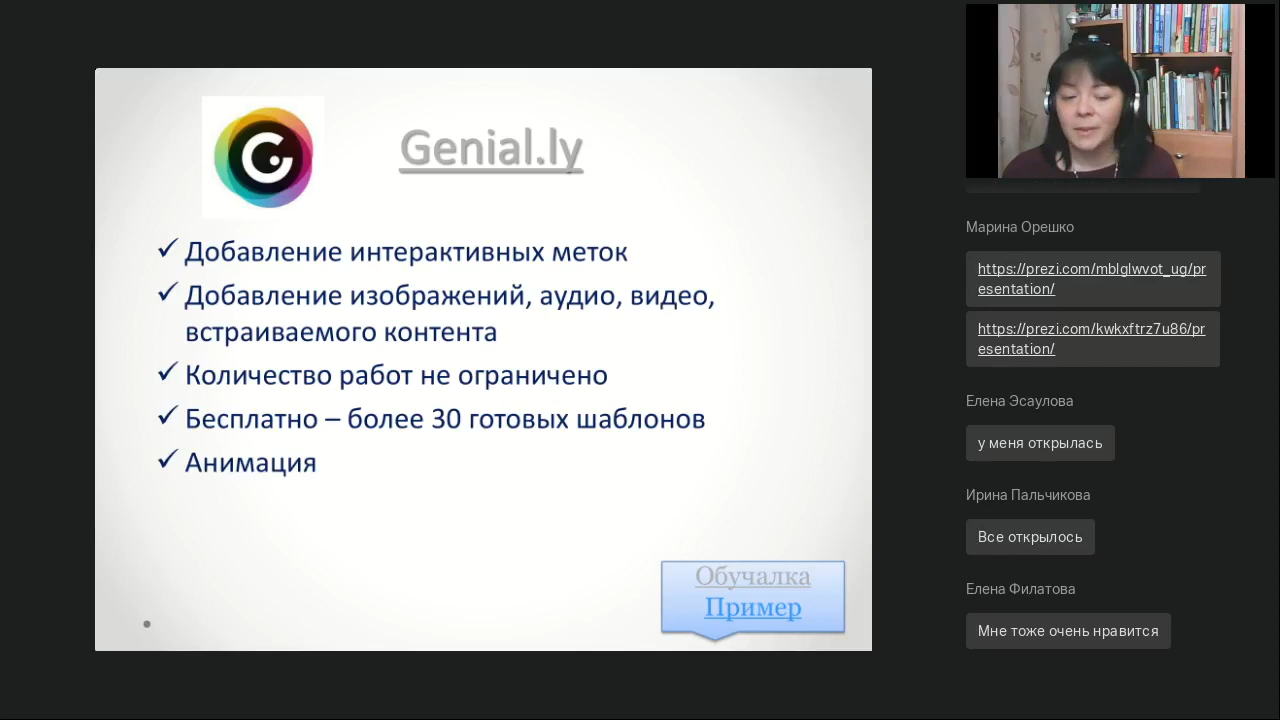 Genial.ly
Добавление интерактивных меток
Добавление изображений, аудио, видео,
встраиваемого контента
Количество работ не ограничено
Бесплатно – более 30 готовых шаблонов
Анимация
Обучалка
Пример
Марина Орешко
https://prezi.com/mblglwvot_ug/pr
esentation/
https://prezi.com/kwkxftrz7u86/pr
esentation/
Елена Эсаулова
у меня открылась
Ирина Пальчикова
Все открылось
Елена Филатова
Мне тоже очень нравится